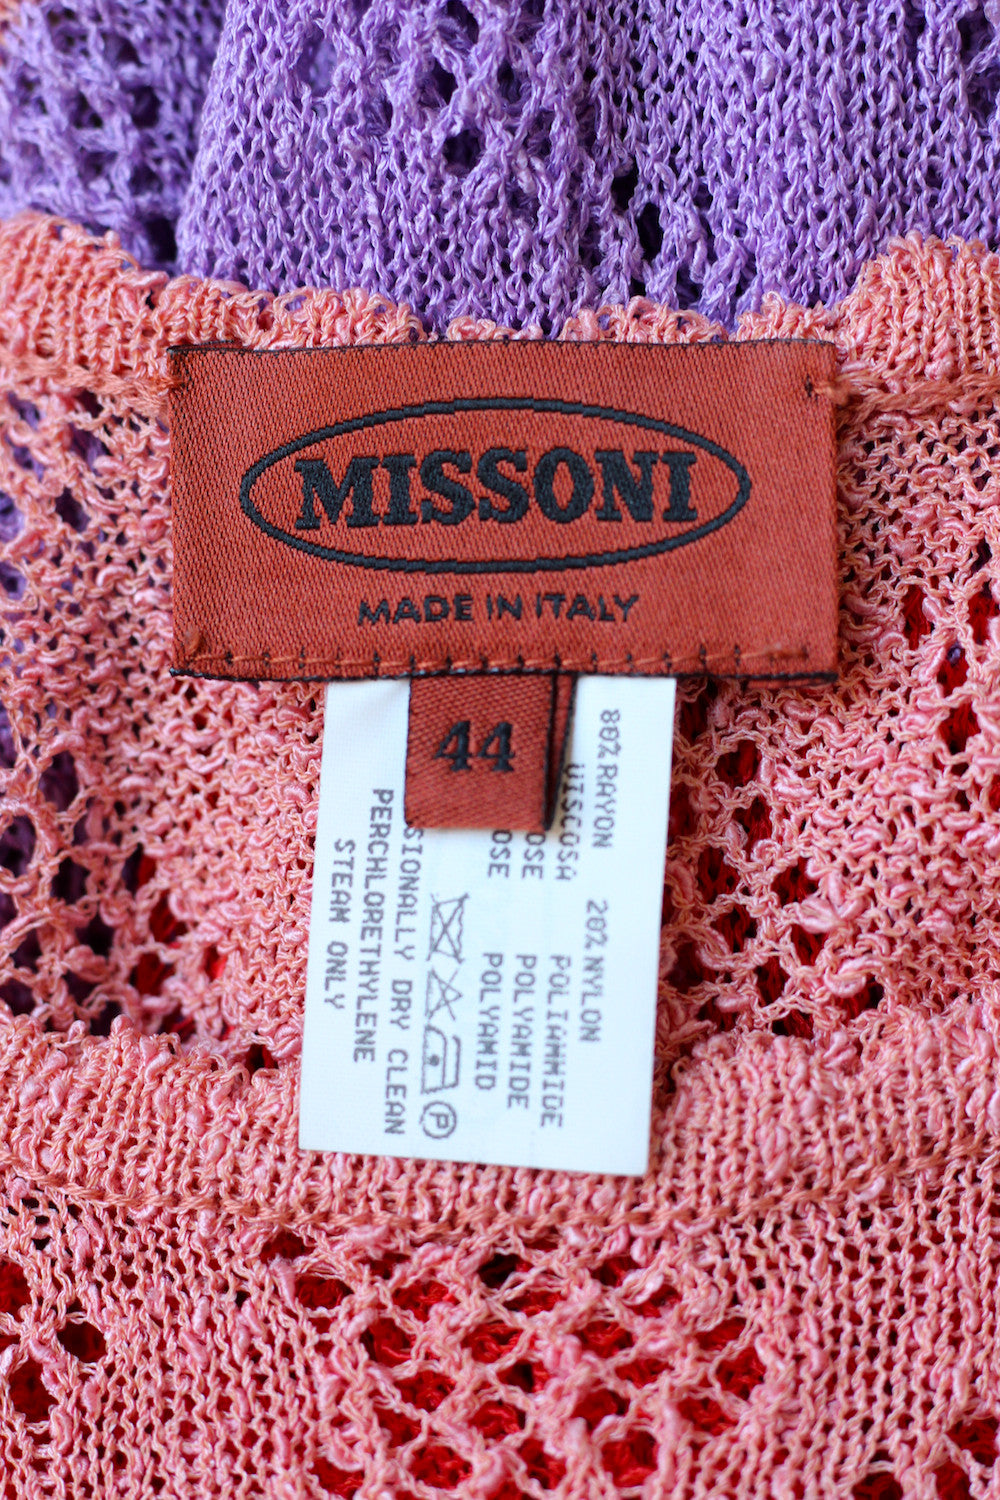 MISSONI
MADE IN ITALY
44
80% RAYON 20% NYLON
VISCOSA POLIAMMIDE
OSE POLYAMIDE
OSE POLYAMID
P
SIONALLY DRY CLEAN
PERCHLORETHYLENE
STEAM ONLY